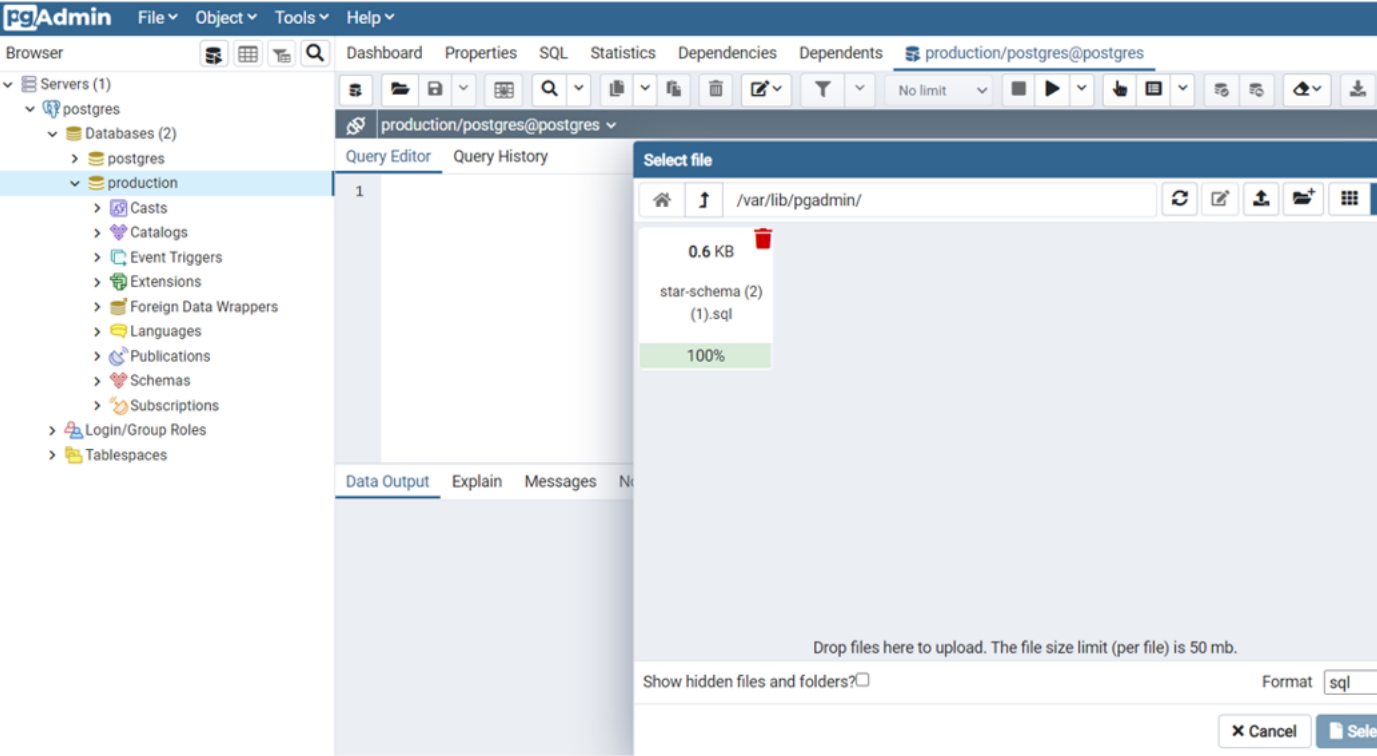 pgAdmin File Object Tools Help
Browser
Dashboard Properties SQL Statistics Dependencies Dependents production/postgres@postgres
Servers (1)
postgres
Databases (2)
postgres
production
Casts
Catalogs
Event Triggers
Extensions
Foreign Data Wrappers
Languages
Publications
Schemas
Subscriptions
Login/Group Roles
Tablespaces
No limit
production/postgres@postgres
Query Editor Query History
1
Data Output Explain Messages No
Select file
/var/lib/pgadmin/
0.6 KB
star-schema (2)
(1).sql
100%
Drop files here to upload. The file size limit (per file) is 50 mb.
Show hidden files and folders? Format sql
Cancel Sele